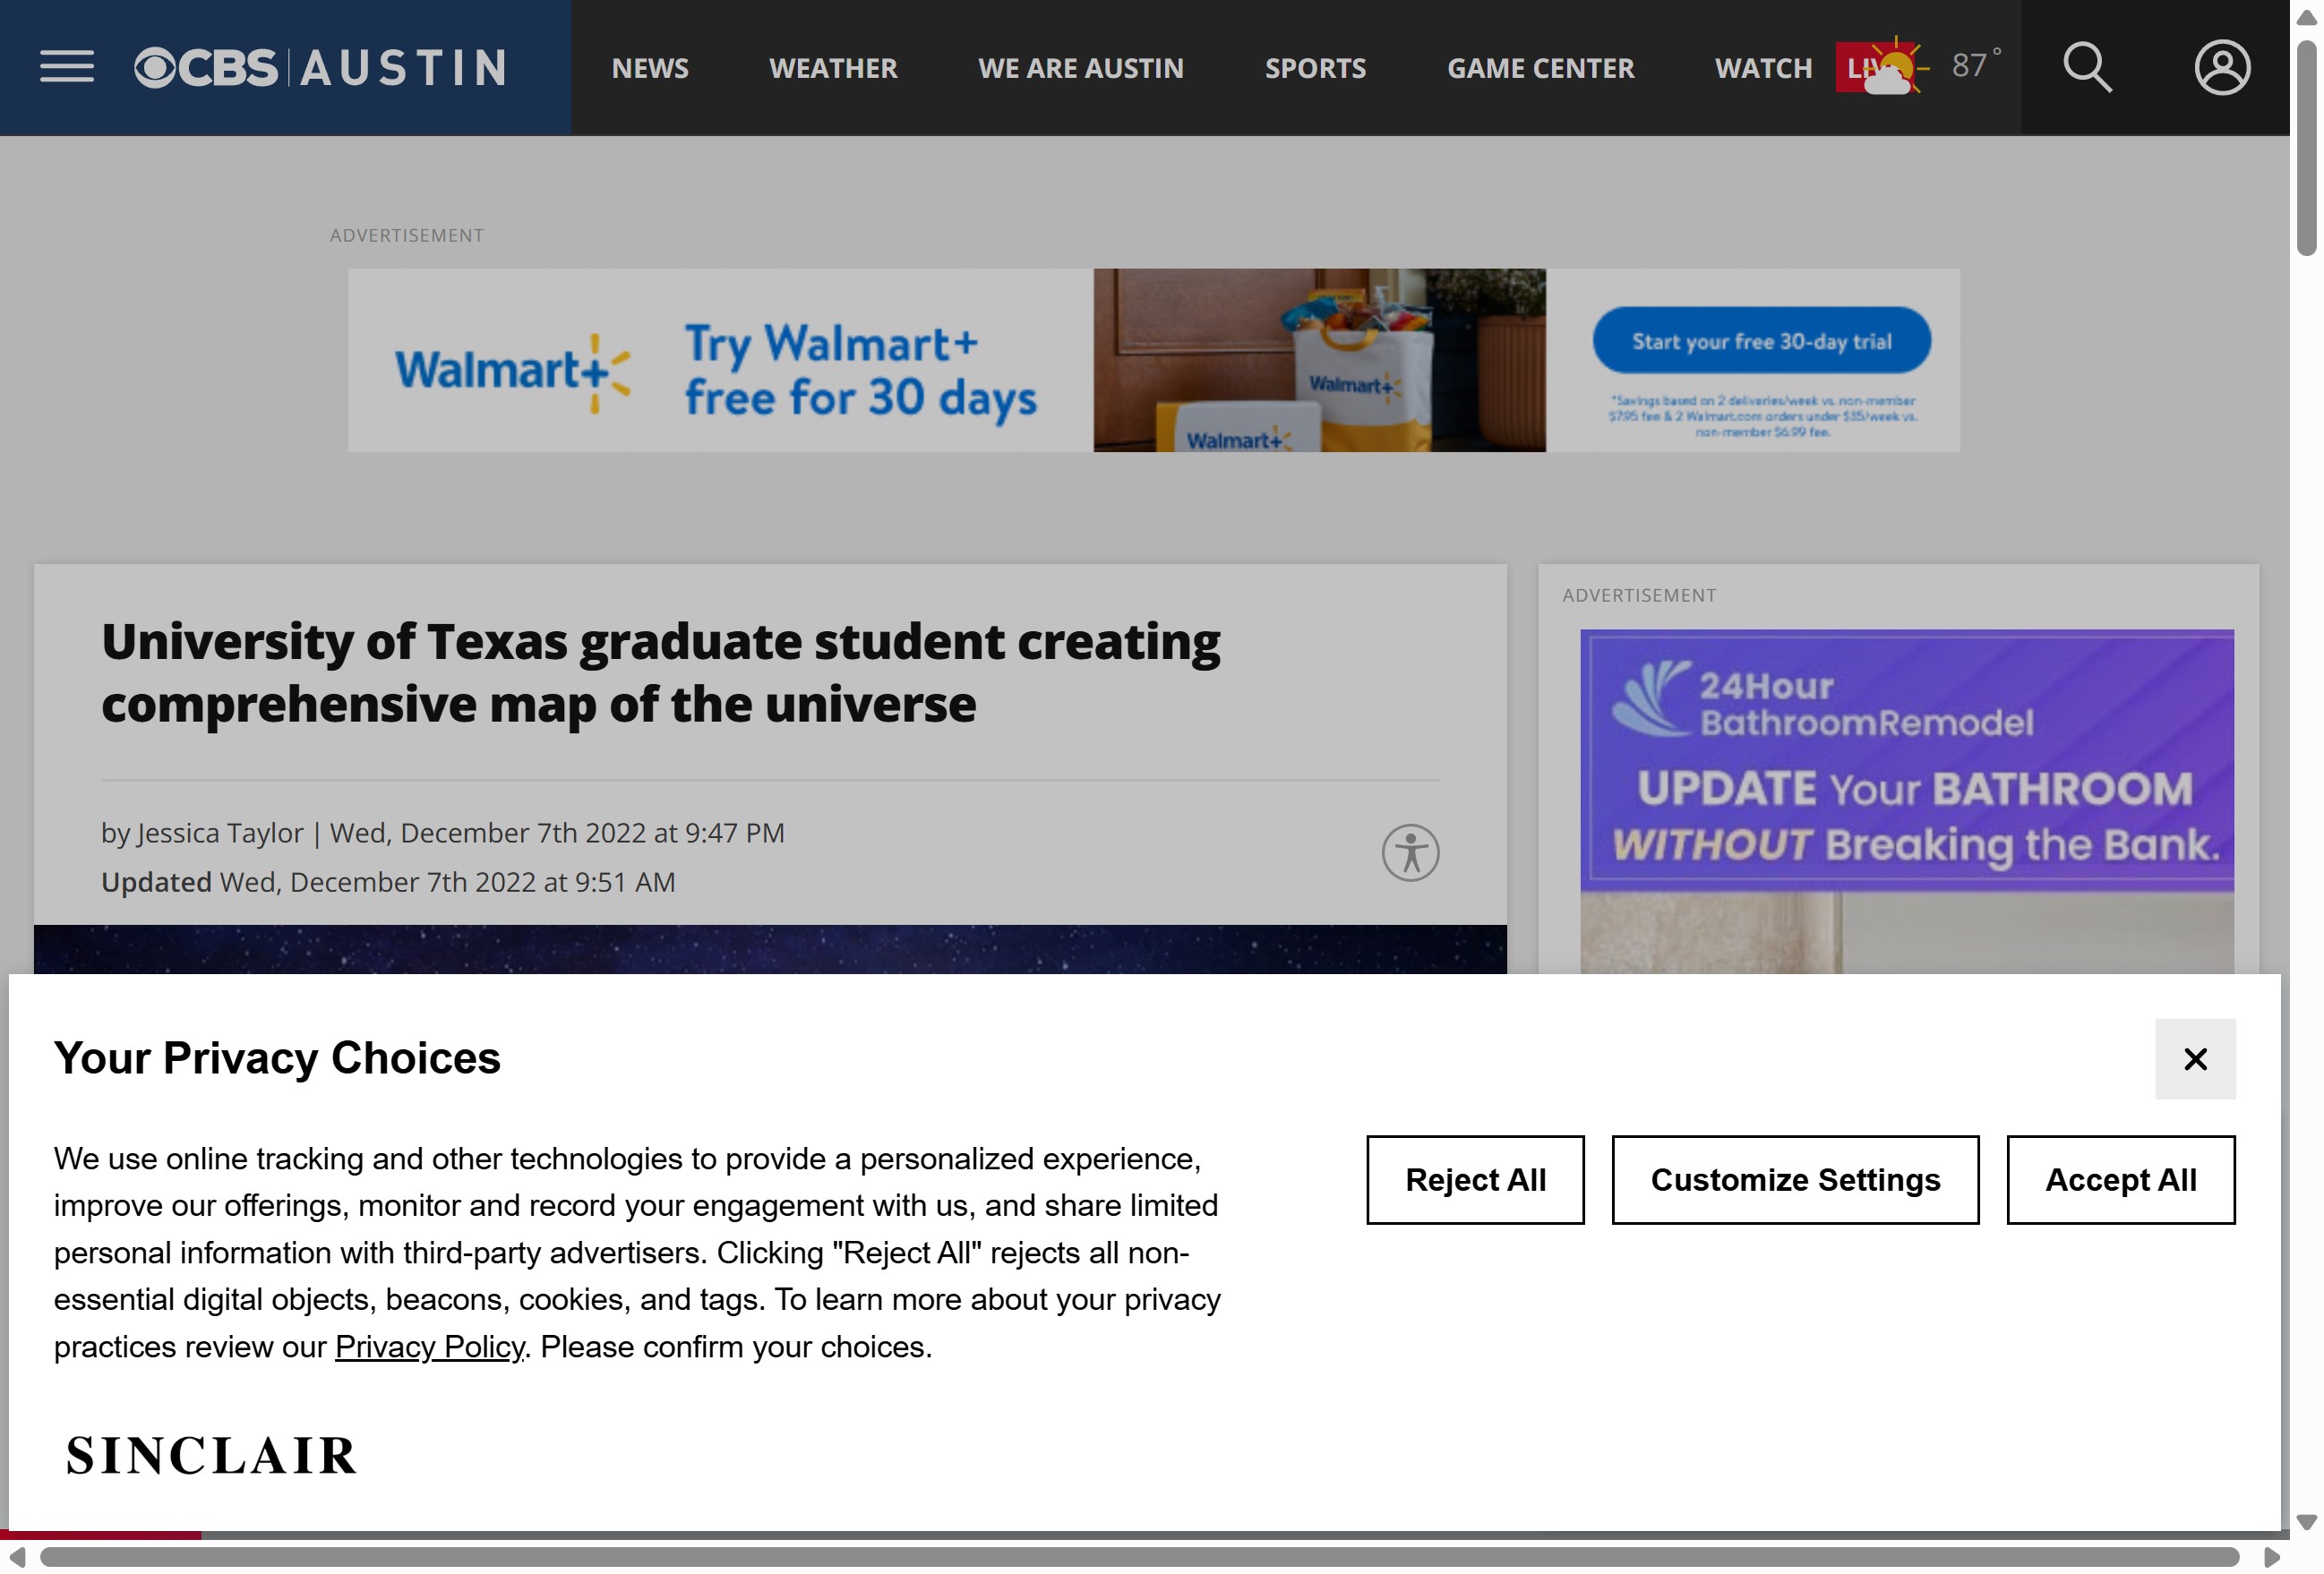 CBS AUSTIN
NEWS
WEATHER
WE ARE AUSTIN
SPORTS
GAME CENTER
WATCH
87°
ADVERTISEMENT
Walmart+
Try Walmart+
free for 30 days
Walmart+
Walmart+
Start your free 30-day trial
*Savings based on 2 deliveries/week vs. non-member
$7.95 fee & 2 Walmart.com orders under $35/week vs.
non-member $6.99 fee.
University of Texas graduate student creating
comprehensive map of the universe
by Jessica Taylor | Wed, December 7th 2022 at 9:47 PM
Updated Wed, December 7th 2022 at 9:51 AM
ADVERTISEMENT
24Hour
BathroomRemodel
UPDATE Your BATHROOM
WITHOUT Breaking the Bank.
Your Privacy Choices
We use online tracking and other technologies to provide a personalized experience,
improve our offerings, monitor and record your engagement with us, and share limited
personal information with third-party advertisers. Clicking "Reject All" rejects all non-
essential digital objects, beacons, cookies, and tags. To learn more about your privacy
practices review our Privacy Policy. Please confirm your choices.
Reject All
Customize Settings
Accept All
SINCLAIR